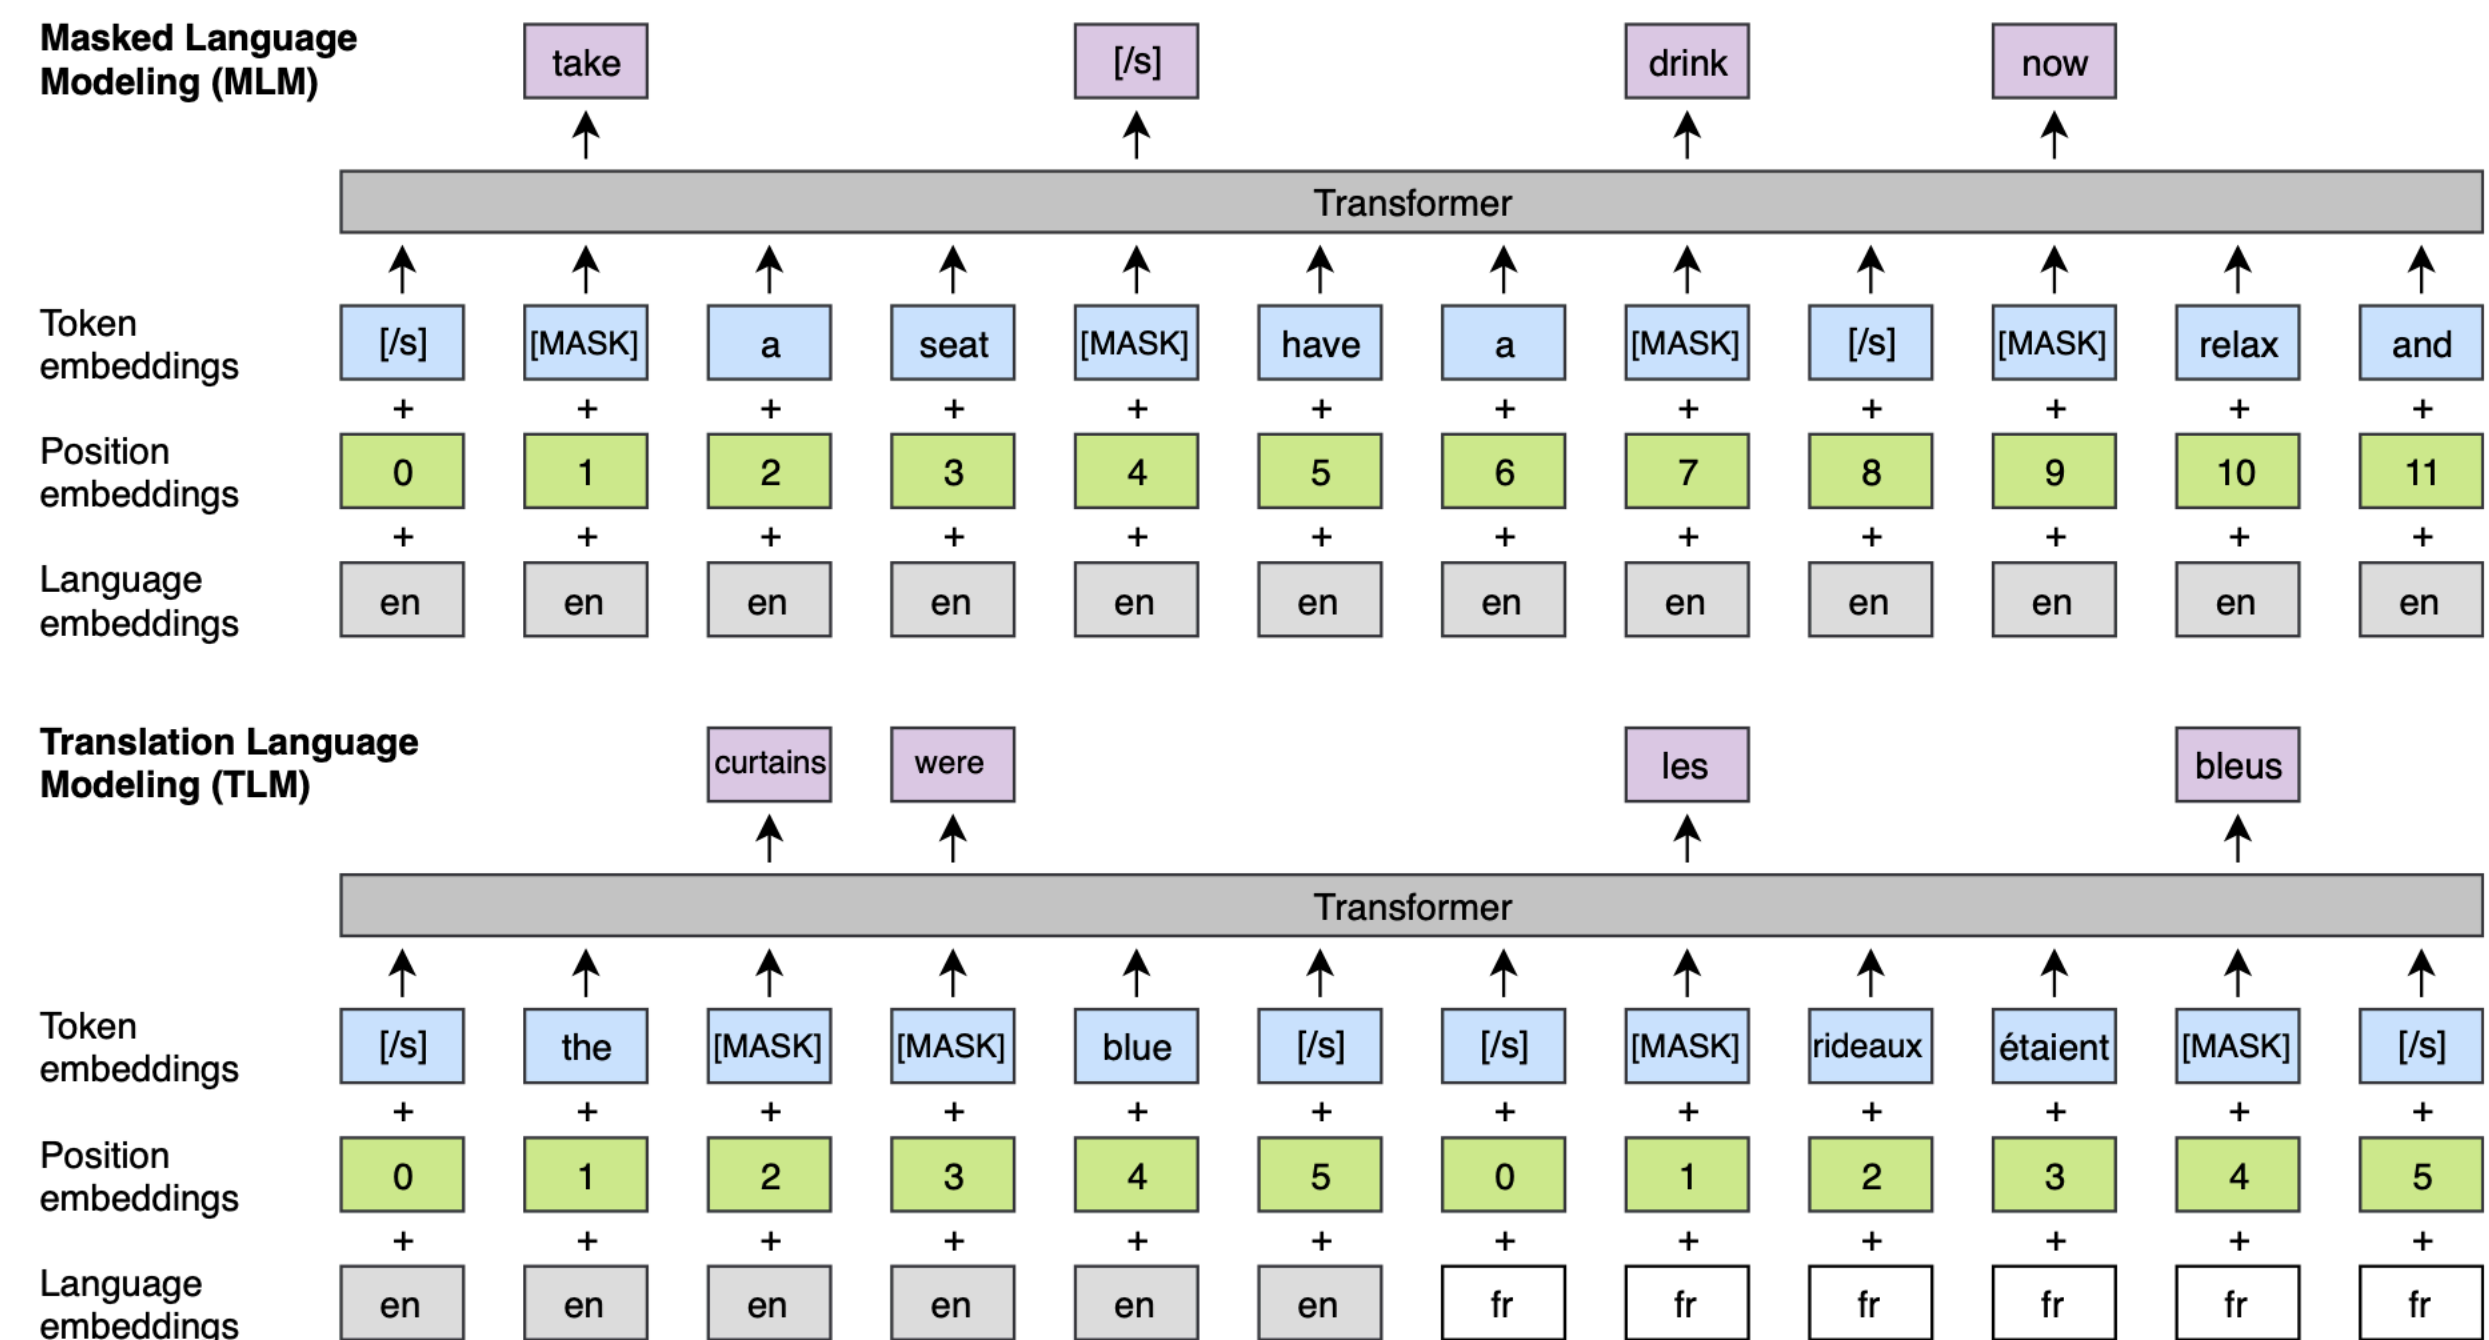 Masked Language
Modeling (MLM)
take [/s] drink now
Transformer
Token
embeddings
[/s] [MASK] a seat [MASK] have a [MASK] [/s] [MASK] relax and
+ + + + + + + + + + + +
Position
embeddings
0 1 2 3 4 5 6 7 8 9 10 11
+ + + + + + + + + + + +
Language
embeddings
en en en en en en en en en en en en
Translation Language
Modeling (TLM)
curtains were les bleus
Transformer
Token
embeddings
[/s] the [MASK] [MASK] blue [/s] [/s] [MASK] rideaux étaient [MASK] [/s]
+ + + + + + + + + + + +
Position
embeddings
0 1 2 3 4 5 0 1 2 3 4 5
+ + + + + + + + + + + +
Language
embeddings
en en en en en en fr fr fr fr fr fr